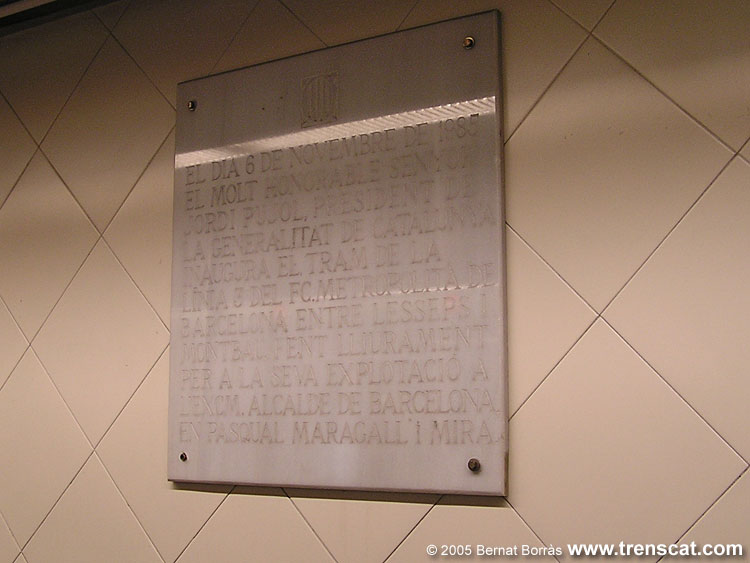 EL DIA 6 DE NOVEMBRE DE 1985
EL MOLT HONORABLE SENYOR
JORDI PUJOL, PRESIDENT DE
LA GENERALITAT DE CATALUNYA
INAUGURA EL TRAM DE LA
LINIA 3 DEL F.C. METROPOLITA DE
BARCELONA ENTRE LESSEPS I
MONTBAU, FENT LLIURAMENT
PER A LA SEVA EXPLOTACIÓ A
L'EXCM. ALCALDE DE BARCELONA
EN PASQUAL MARAGALL i MIRA.
© 2005 Bernat Borràs www.trenscat.com